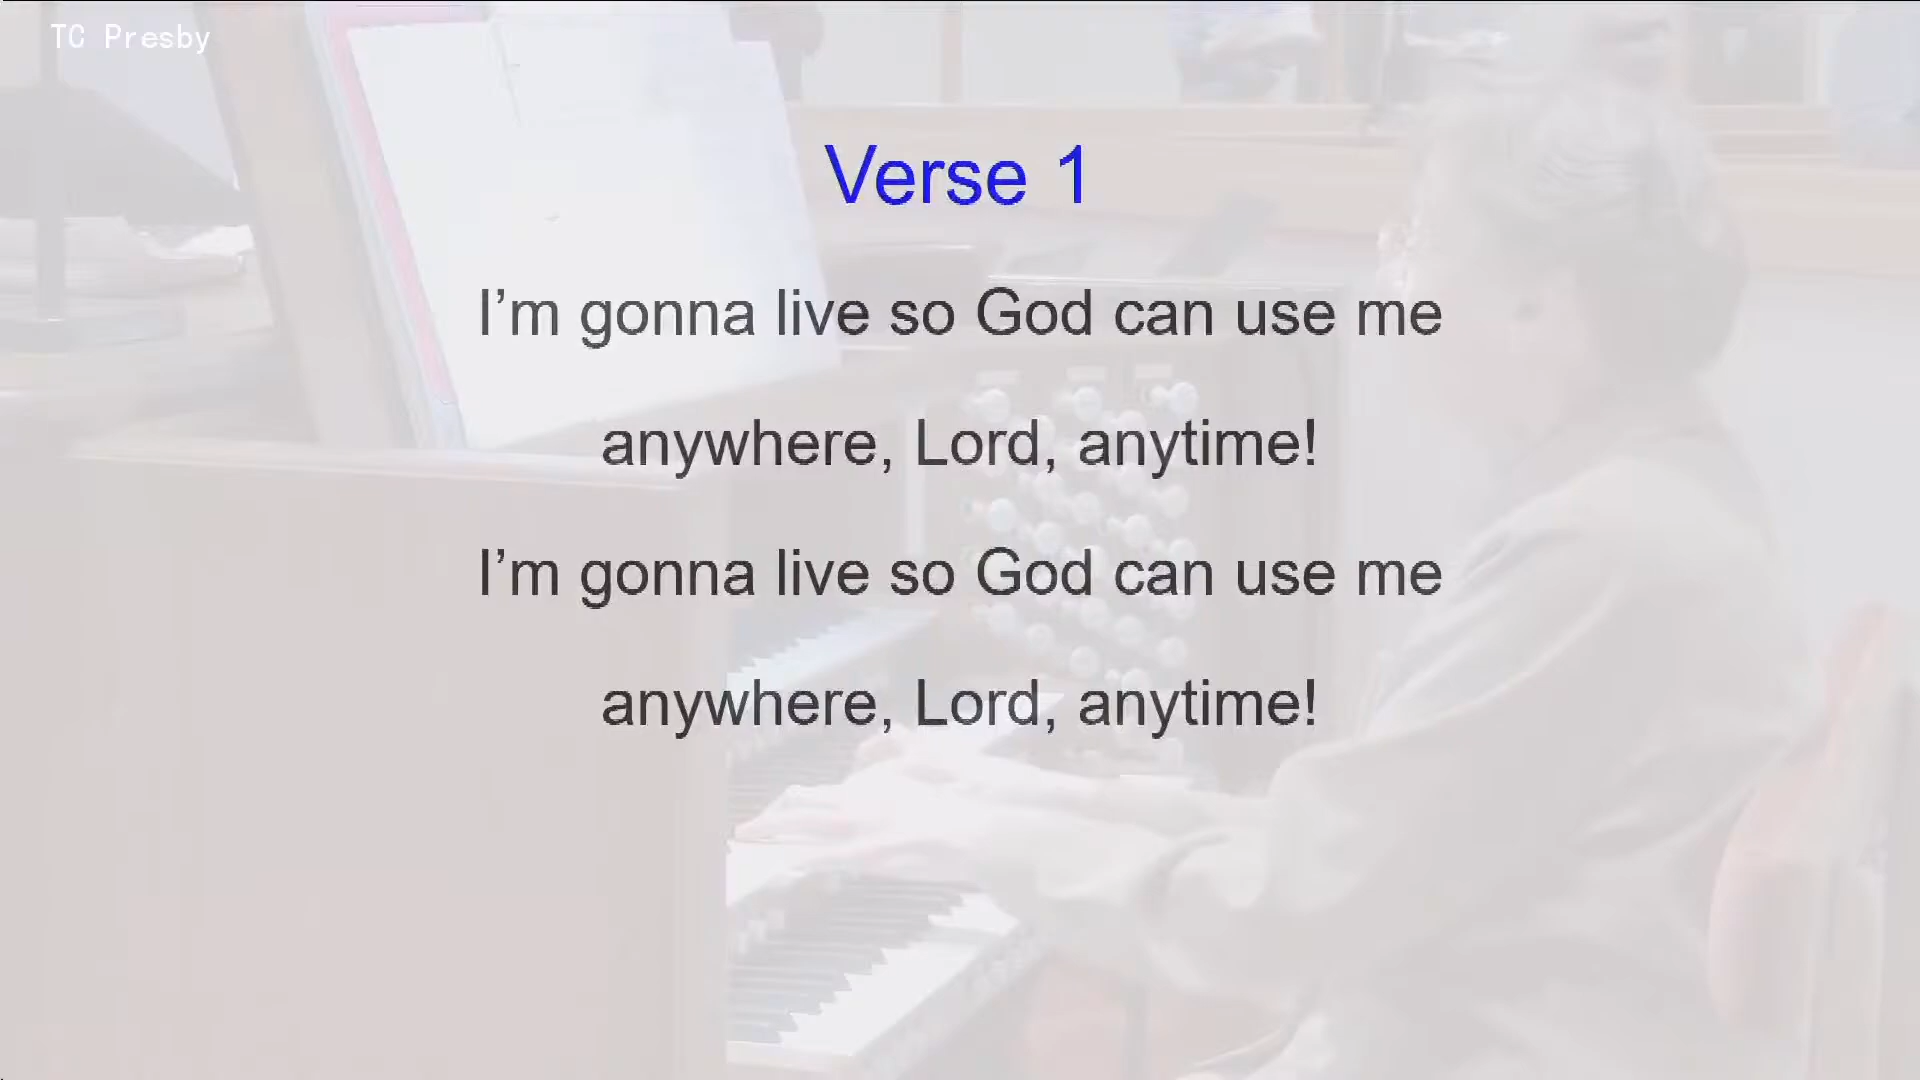 TC Presby
Verse 1
I’m gonna live so God can use me
anywhere, Lord, anytime!
I’m gonna live so God can use me
anywhere, Lord, anytime!